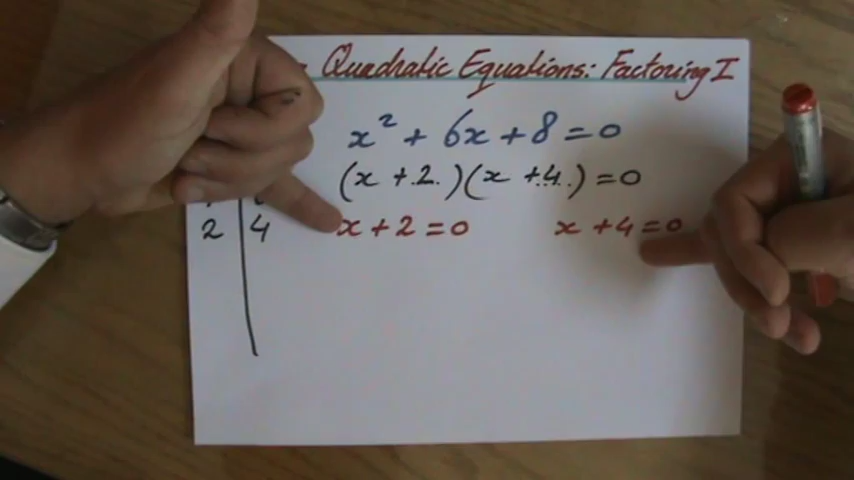 Quadratic Equations: Factoring I
x² + 6x + 8 = 0
(x + 2)(x + 4) = 0
2 | 4 x + 2 = 0 x + 4 = 0